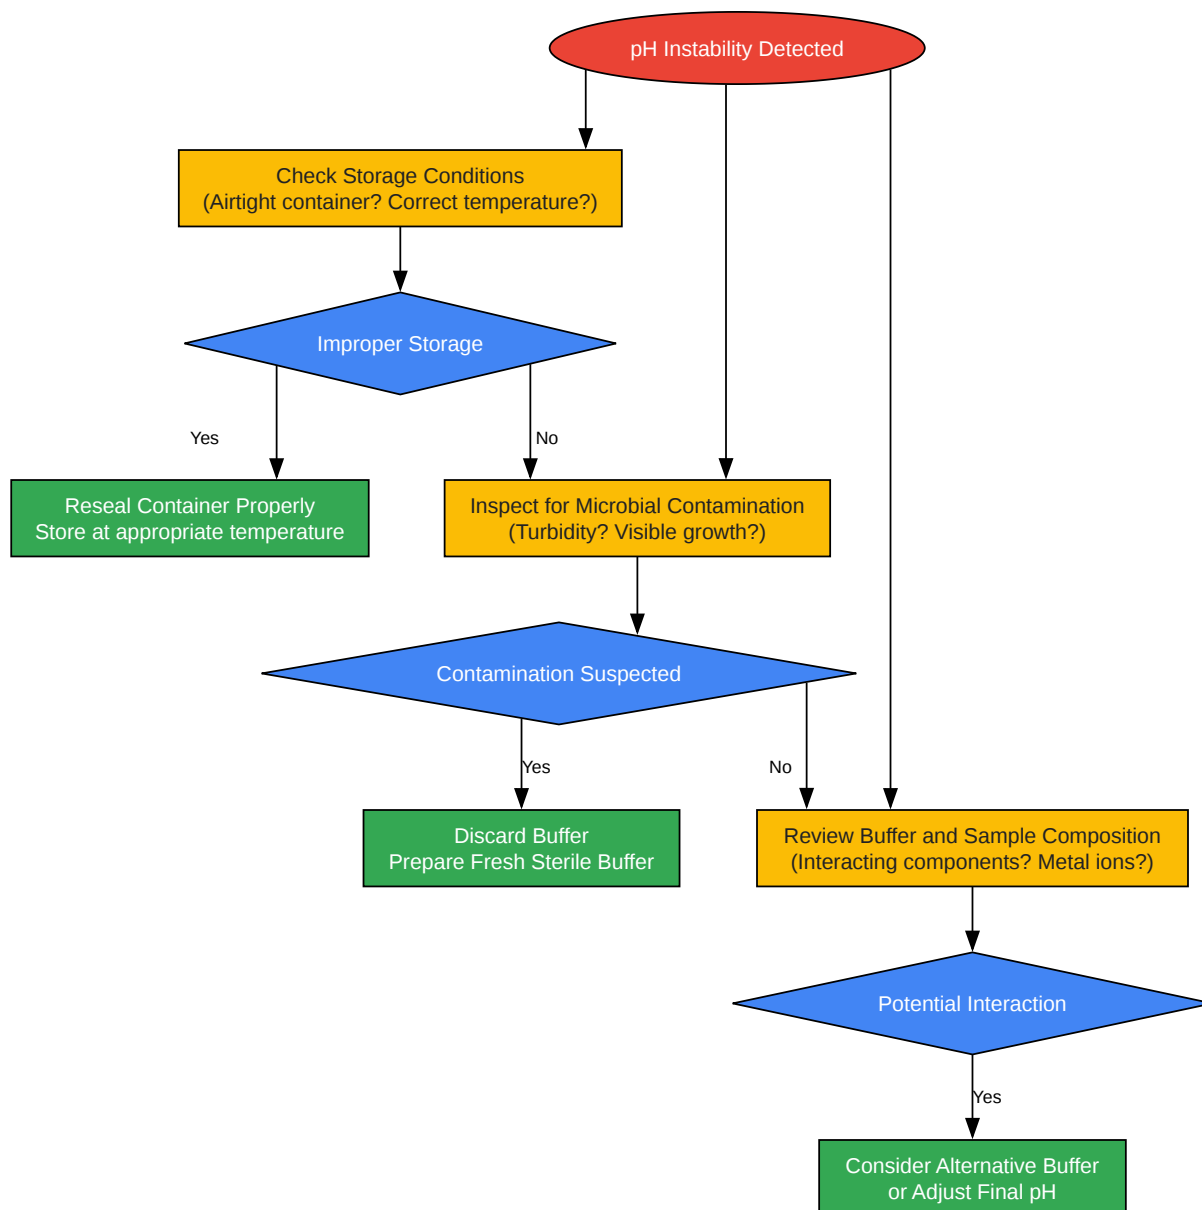 pH Instability Detected
Check Storage Conditions
(Airtight container? Correct temperature?)
Improper Storage
Yes
No
Reseal Container Properly
Store at appropriate temperature
Inspect for Microbial Contamination
(Turbidity? Visible growth?)
Contamination Suspected
Yes
No
Discard Buffer
Prepare Fresh Sterile Buffer
Review Buffer and Sample Composition
(Interacting components? Metal ions?)
Potential Interaction
Yes
Consider Alternative Buffer
or Adjust Final pH